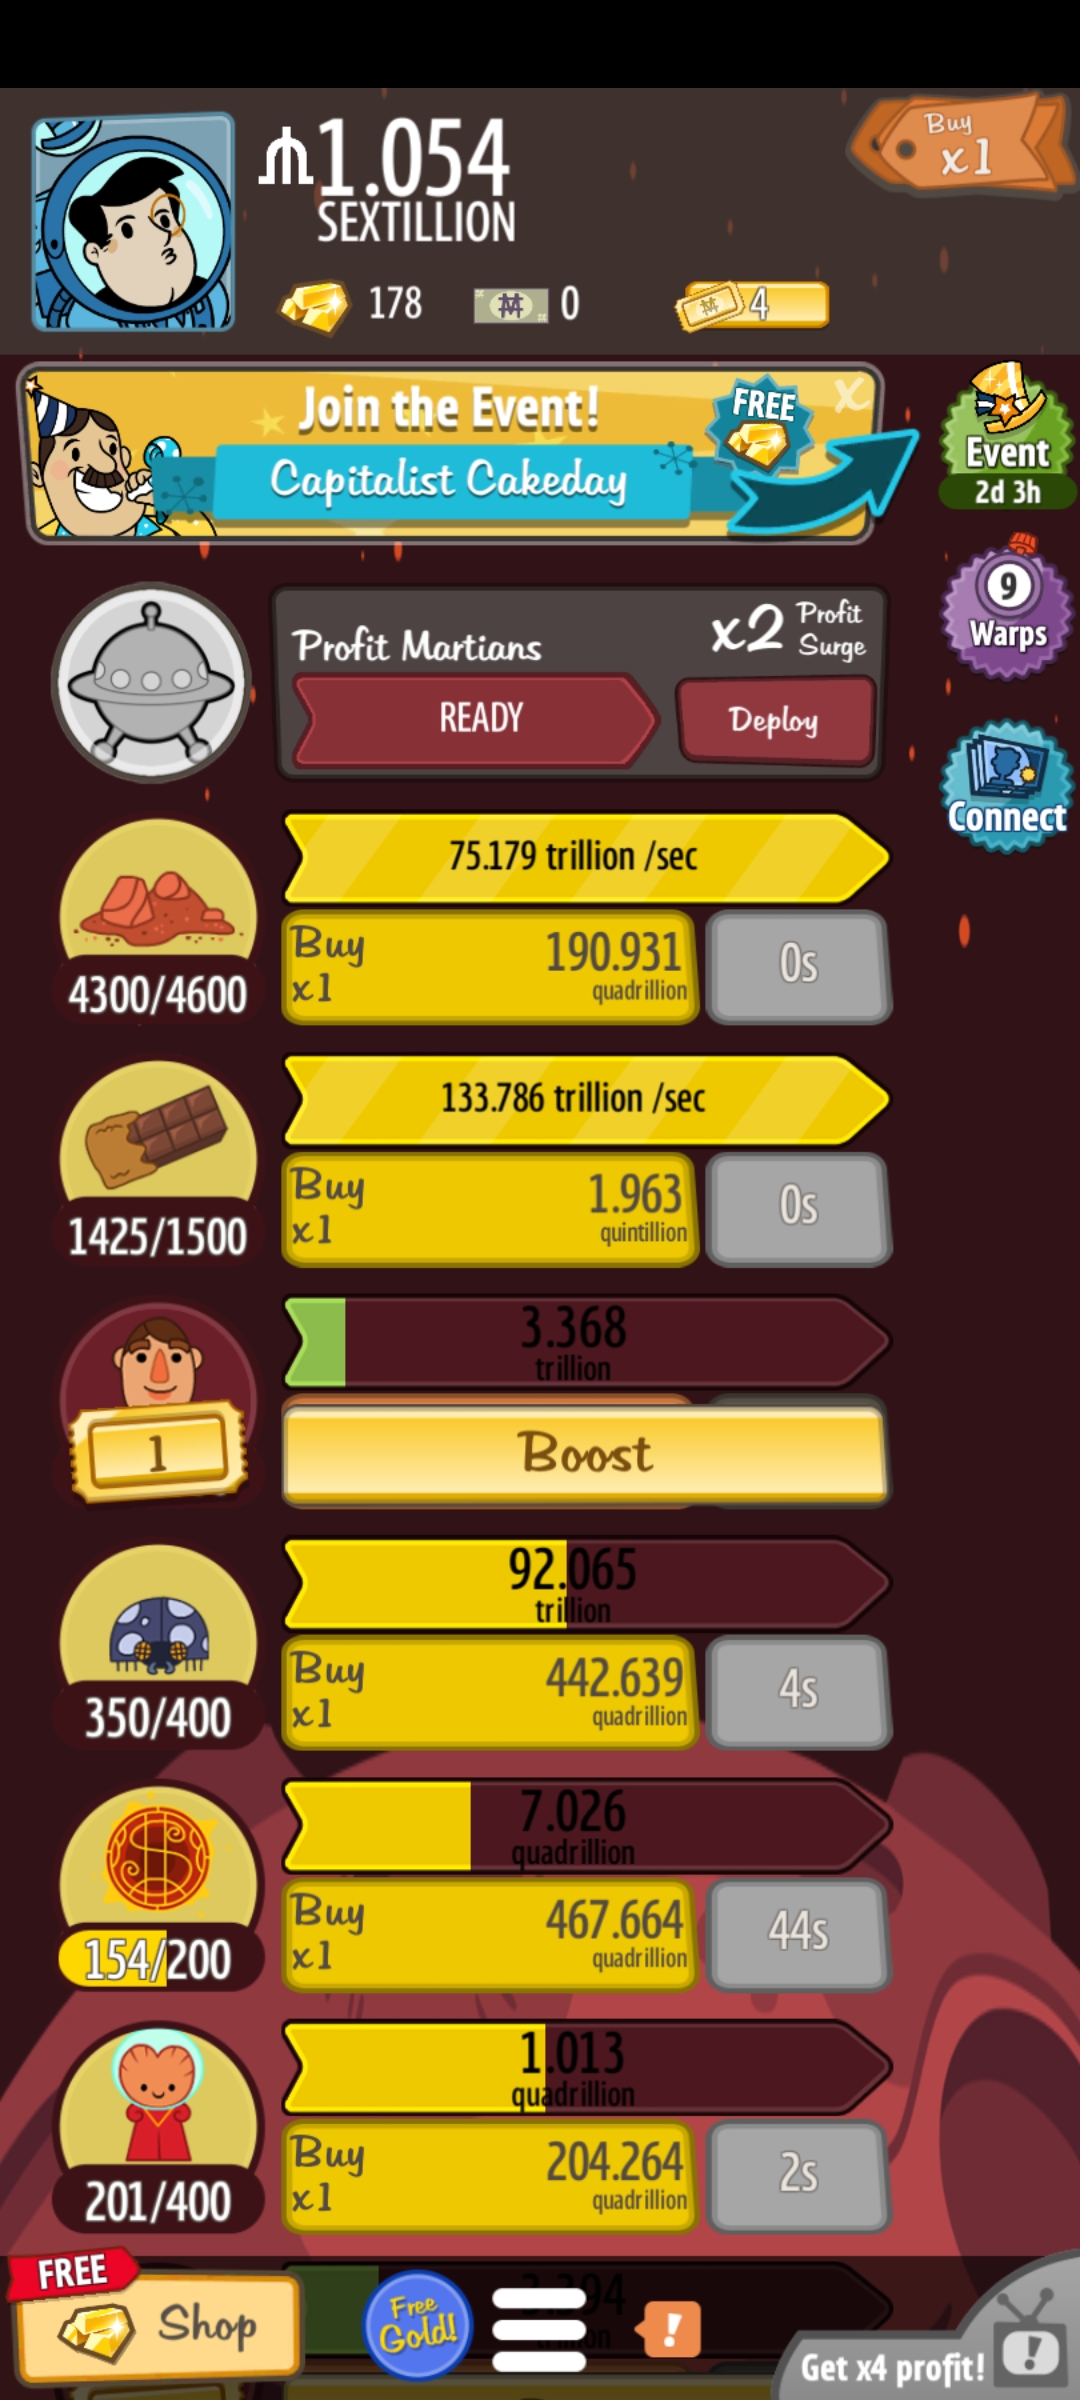 1.054
SEXTILLION
Buy
x1
178
0
4
Join the Event!
Capitalist Cakeday
FREE
x
Event
2d 3h
9
Warps
Connect
Profit Martians
x2 Profit Surge
READY
Deploy
75.179 trillion /sec
Buy x1
190.931 quadrillion
0s
4300/4600
133.786 trillion /sec
Buy x1
1.963 quintillion
0s
1425/1500
3.368
trillion
1
Boost
92.065
trillion
Buy x1
442.639 quadrillion
4s
350/400
7.026
quadrillion
Buy x1
467.664 quadrillion
44s
154/200
1.013
quadrillion
Buy x1
204.264 quadrillion
2s
201/400
FREE
Shop
Free
Gold!
!
Get x4 profit!
!